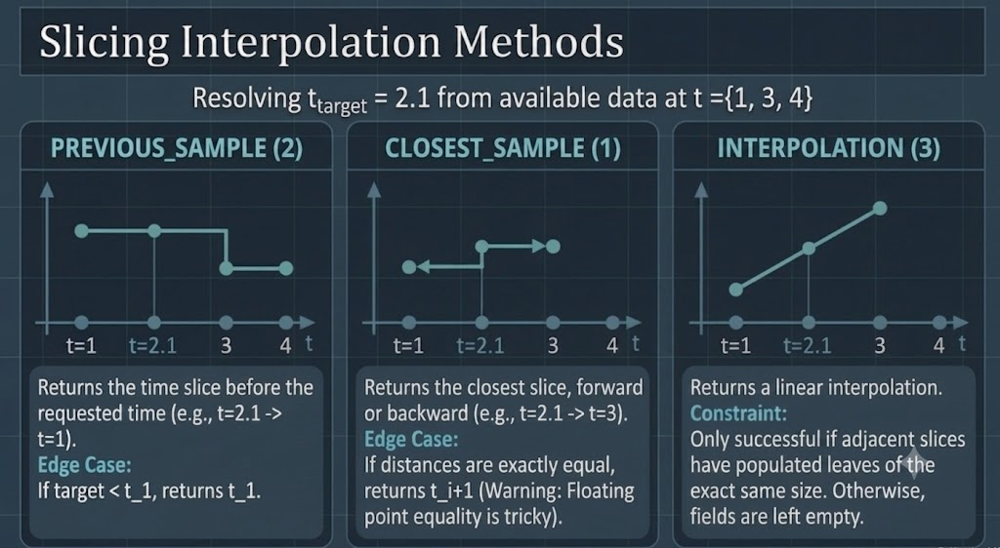 Slicing Interpolation Methods
Resolving t_target = 2.1 from available data at t ={1, 3, 4}
PREVIOUS_SAMPLE (2)
t=1 t=2.1 3 4 t
Returns the time slice before the
requested time (e.g., t=2.1 ->
t=1).
Edge Case:
If target < t_1, returns t_1.
CLOSEST_SAMPLE (1)
t=1 t=2.1 3 4 t
Returns the closest slice, forward
or backward (e.g., t=2.1 -> t=3).
Edge Case:
If distances are exactly equal,
returns t_i+1 (Warning: Floating
point equality is tricky).
INTERPOLATION (3)
t=1 t=2.1 3 4 t
Returns a linear interpolation.
Constraint:
Only successful if adjacent slices
have populated leaves of the
exact same size. Otherwise,
fields are left empty.